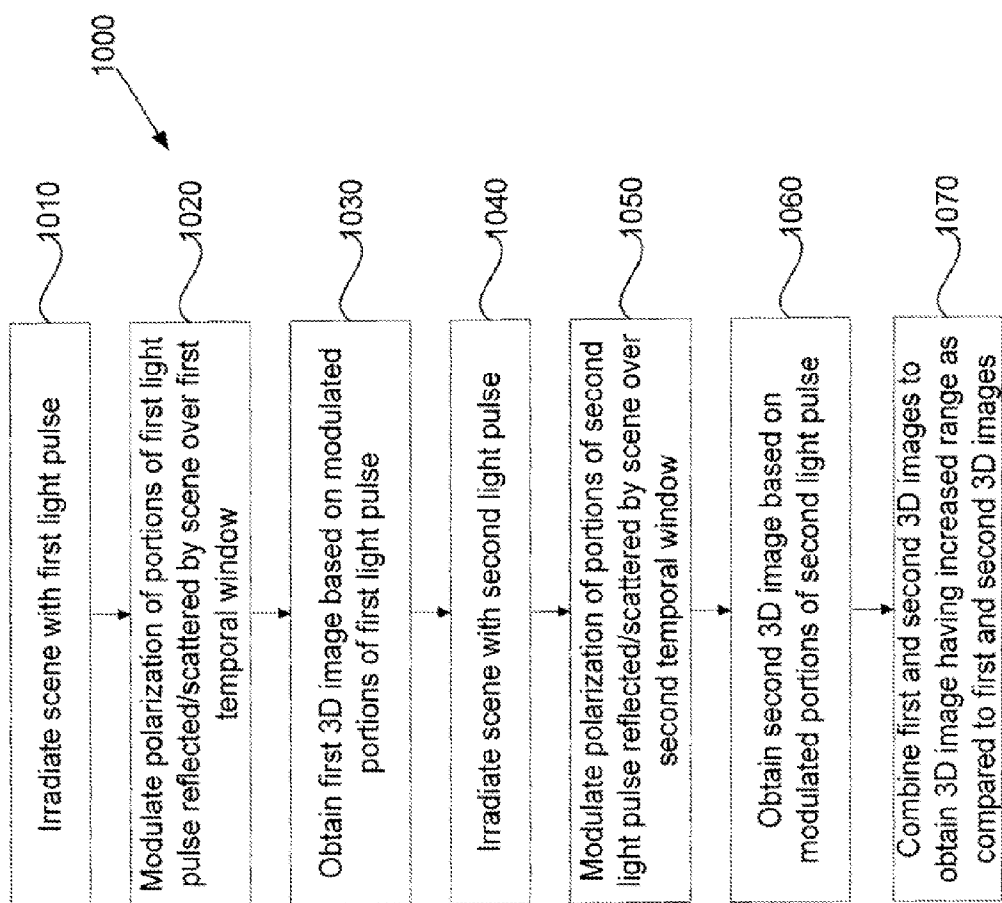 1000
Irradiate scene with first light pulse
1010
Modulate polarization of portions of first light
pulse reflected/scattered by scene over first
temporal window
1020
Obtain first 3D image based on modulated
portions of first light pulse
1030
Irradiate scene with second light pulse
1040
Modulate polarization of portions of second
light pulse reflected/scattered by scene over
second temporal window
1050
Obtain second 3D image based on
modulated portions of second light pulse
1060
Combine first and second 3D images to
obtain 3D image having increased range as
compared to first and second 3D images
1070